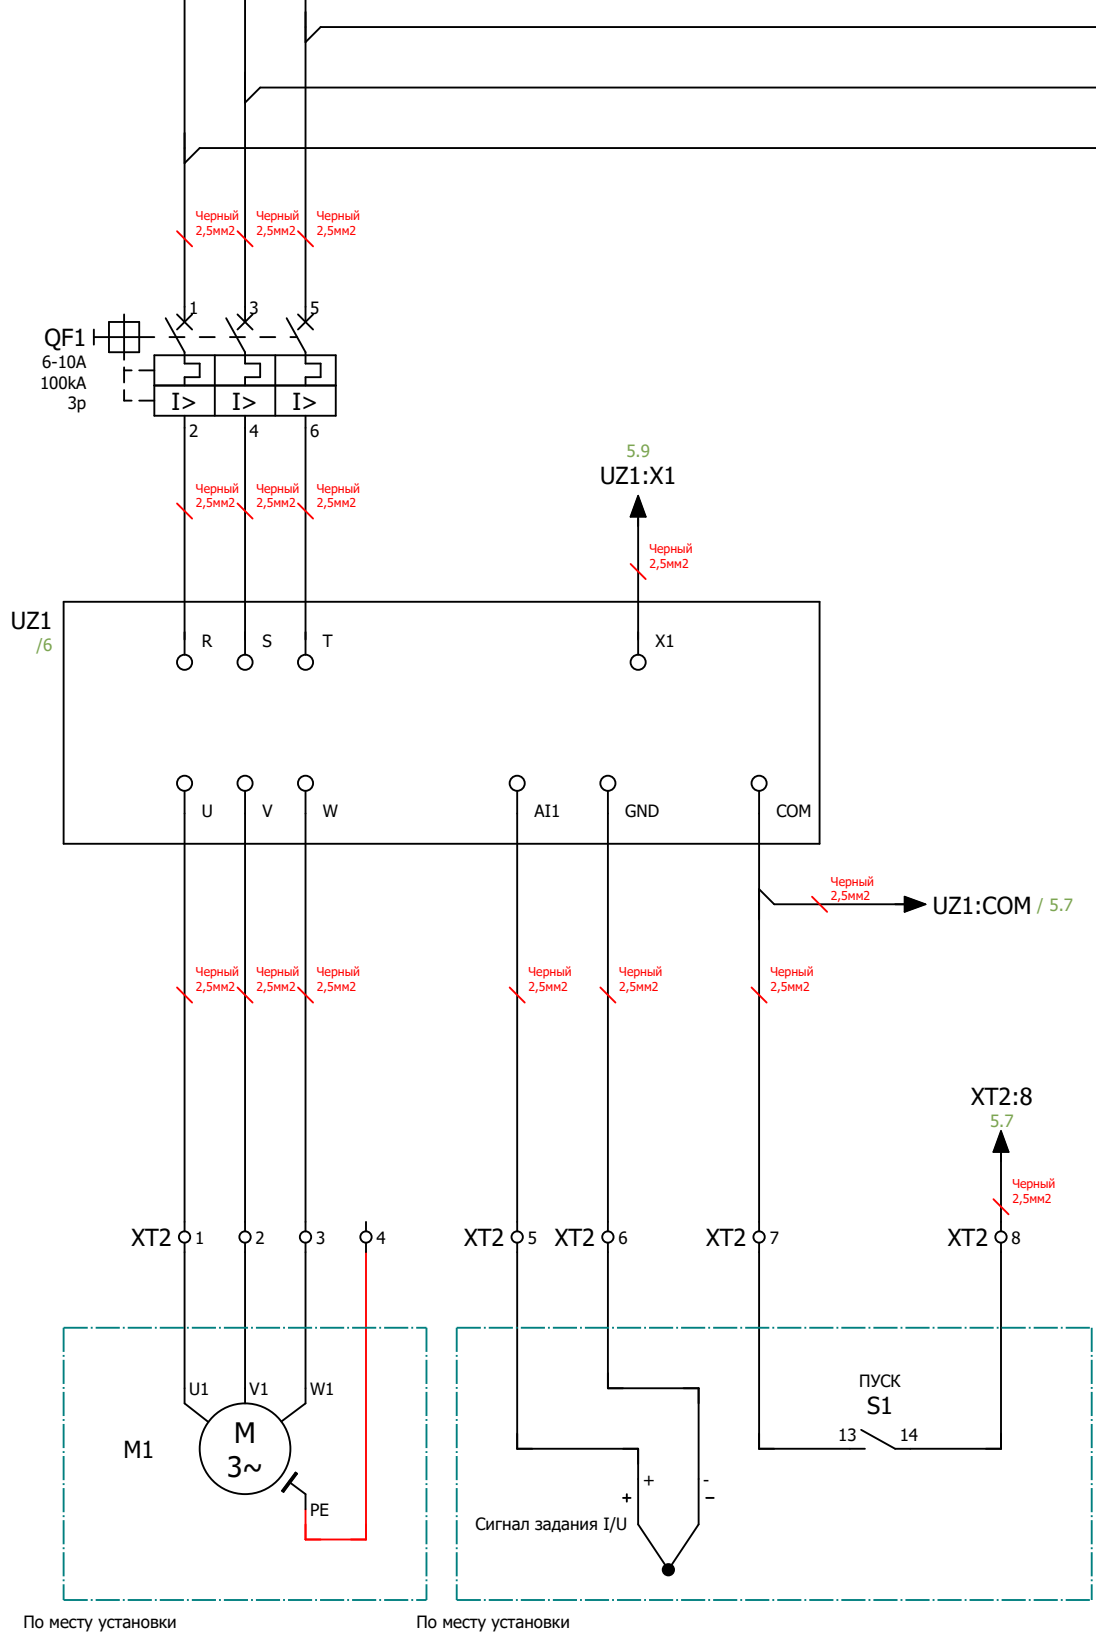 Черный Черный Черный
2,5мм2 2,5мм2 2,5мм2
1 3 5
QF1
6-10A
100kA
3p
I> I> I>
2 4 6
5.9
UZ1:X1
Черный Черный Черный
2,5мм2 2,5мм2 2,5мм2
Черный
2,5мм2
UZ1
/6
R S T X1
U V W AI1 GND COM
Черный
2,5мм2
UZ1:COM / 5.7
Черный Черный Черный Черный Черный Черный
2,5мм2 2,5мм2 2,5мм2 2,5мм2 2,5мм2 2,5мм2
XT2:8
5.7
Черный
2,5мм2
XT2 1 2 3 4 XT2 5 XT2 6 XT2 7 XT2 8
U1 V1 W1
ПУСК
S1
13 14
M1
M
3~
+ -
+ −
PE
Сигнал задания I/U
По месту установки По месту установки